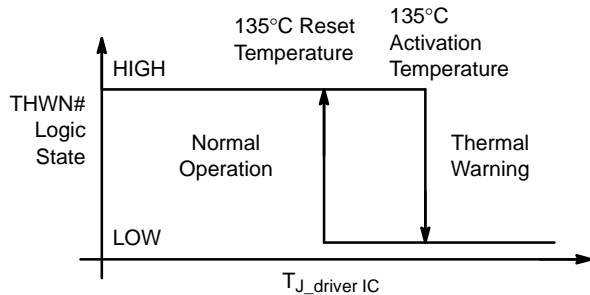 135°C Reset
Temperature
135°C
Activation
Temperature
HIGH
THWN#
Logic
State
Normal
Operation
Thermal
Warning
LOW
TJ_driver IC